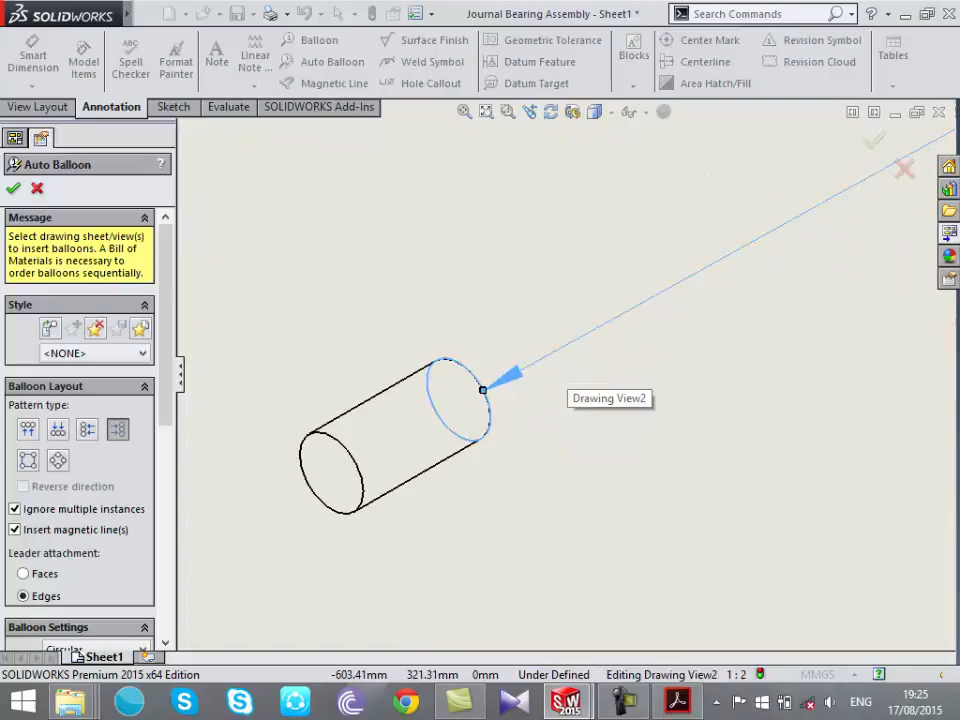 SOLIDWORKS
Journal Bearing Assembly - Sheet1 *
Search Commands
Smart
Dimension
Model
Items
ABC
Spell
Checker
Format
Painter
Note
Linear
Note ...
Balloon
Auto Balloon
Magnetic Line
Surface Finish
Weld Symbol
Hole Callout
Geometric Tolerance
Datum Feature
Datum Target
Blocks
Center Mark
Centerline
Area Hatch/Fill
Revision Symbol
Revision Cloud
Tables
View Layout
Annotation
Sketch
Evaluate
SOLIDWORKS Add-Ins
Auto Balloon
?
Message
Select drawing sheet/view(s)
to insert balloons. A Bill of
Materials is necessary to
order balloons sequentially.
Style
<NONE>
Balloon Layout
Pattern type:
Reverse direction
Ignore multiple instances
Insert magnetic line(s)
Leader attachment:
Faces
Edges
Balloon Settings
Circular
Drawing View2
Sheet1
SOLIDWORKS Premium 2015 x64 Edition
-603.41mm
321.31mm
0mm
Under Defined
Editing Drawing View2
1 : 2
MMGS
?
SW
2015
ENG
19:25
17/08/2015